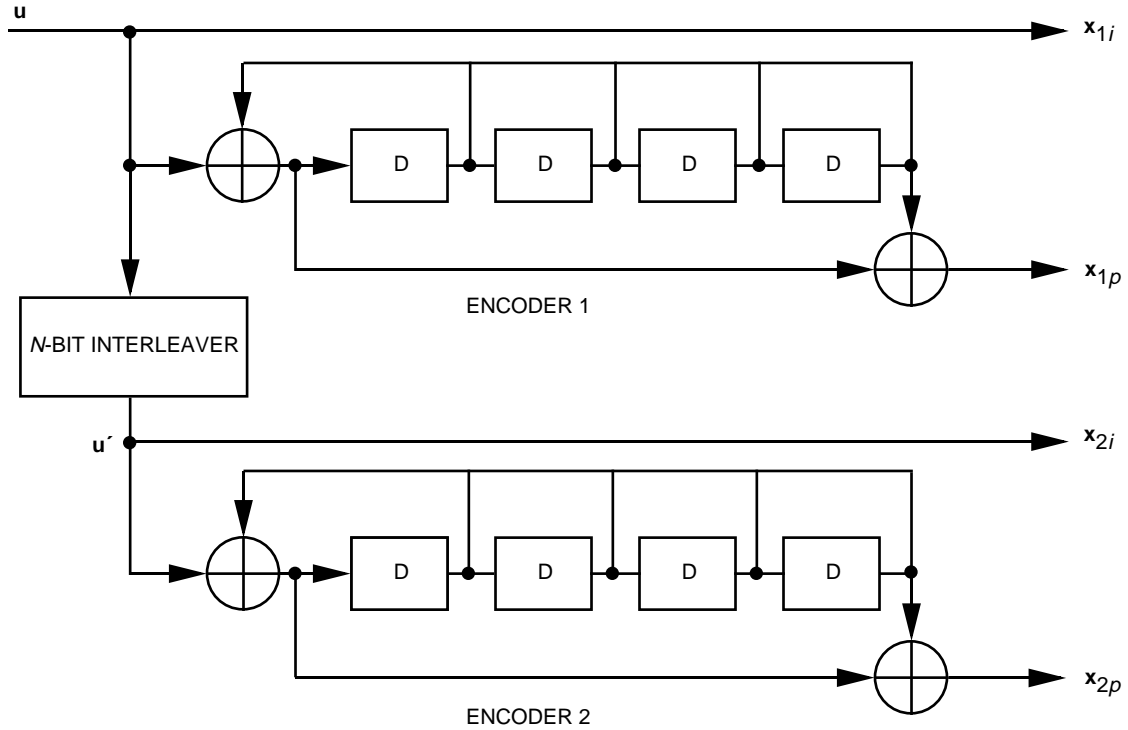 u
x1i
D D D D
x1p
ENCODER 1
N-BIT INTERLEAVER
u´
x2i
D D D D
x2p
ENCODER 2